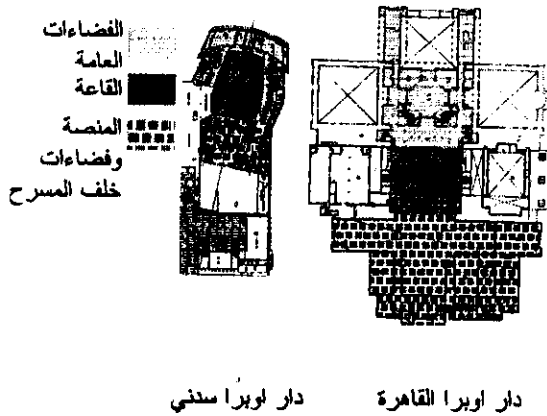 الفضاءات
العامة
القاعة
المنصة
وفضاءات
خلف المسرح
دار اوبرا القاهرة
دار اوبرا سدني